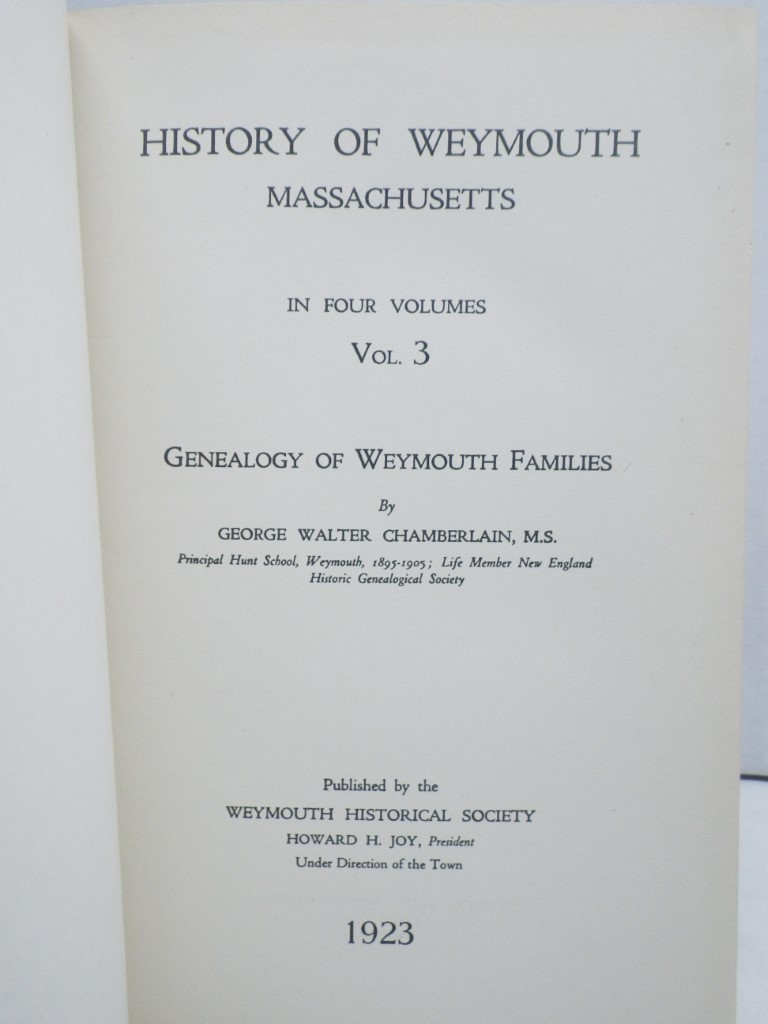 HISTORY OF WEYMOUTH
MASSACHUSETTS
IN FOUR VOLUMES
VOL. 3
GENEALOGY OF WEYMOUTH FAMILIES
By
GEORGE WALTER CHAMBERLAIN, M.S.
Principal Hunt School, Weymouth, 1895-1905; Life Member New England
Historic Genealogical Society
Published by the
WEYMOUTH HISTORICAL SOCIETY
HOWARD H. JOY, President
Under Direction of the Town
1923